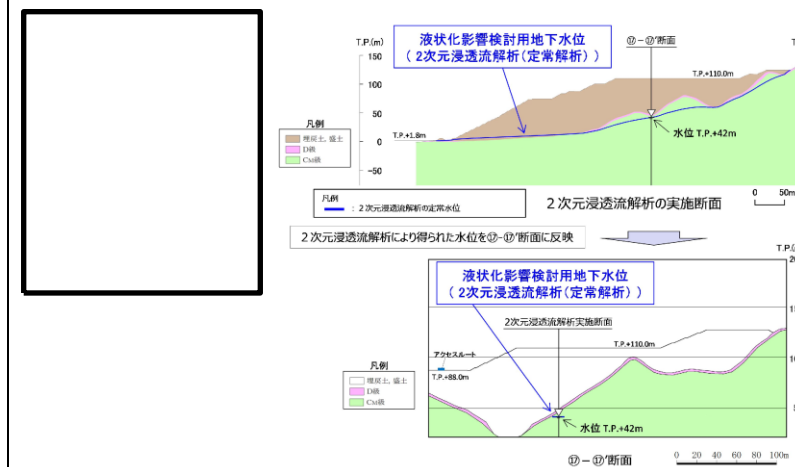 T.P.(m)
液状化影響検討用地下水位
( 2次元浸透流解析(定常解析) )
⑰-⑰'断面
T
150
100
50
0
-50
T.P.+110.0m
T.P.+1.8m
水位 T.P.+42m
凡例
埋戻土, 盛土
D級
CM級
凡例
: 2次元浸透流解析の定常水位
2次元浸透流解析の実施断面
0 50m
2次元浸透流解析により得られた水位を⑰-⑰'断面に反映
T.P.(
液状化影響検討用地下水位
( 2次元浸透流解析(定常解析) )
20
15
10
5
2次元浸透流解析実施断面
T.P.+110.0m
アクセスルート
T.P.+88.0m
凡例
埋戻土, 盛土
D級
CM級
水位 T.P.+42m
⑰-⑰'断面
0 20 40 60 80 100m